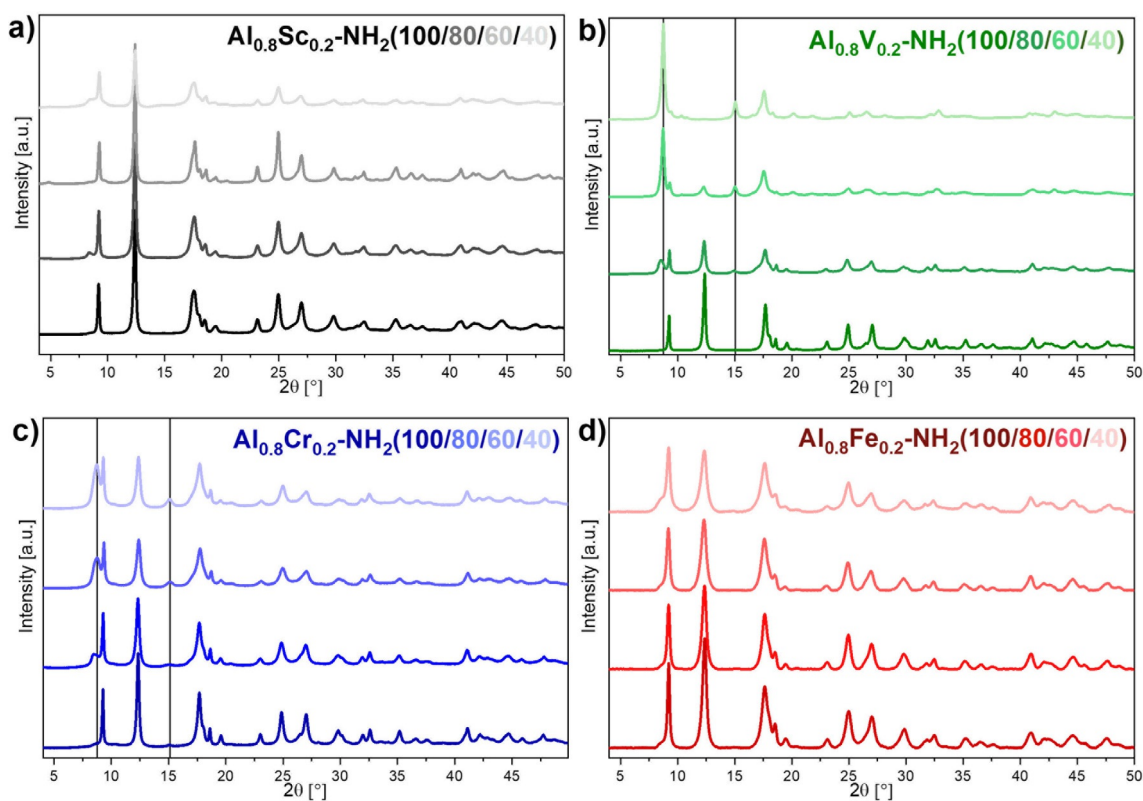 a)
Al0.8Sc0.2-NH2(100/80/60/40)
Intensity [a.u.]
5 10 15 20 25 30 35 40 45 50
2θ [°]
b)
Al0.8V0.2-NH2(100/80/60/40)
Intensity [a.u.]
5 10 15 20 25 30 35 40 45 50
2θ [°]
c)
Al0.8Cr0.2-NH2(100/80/60/40)
Intensity [a.u.]
5 10 15 20 25 30 35 40 45
2θ [°]
d)
Al0.8Fe0.2-NH2(100/80/60/40)
Intensity [a.u.]
5 10 15 20 25 30 35 40 45 50
2θ [°]